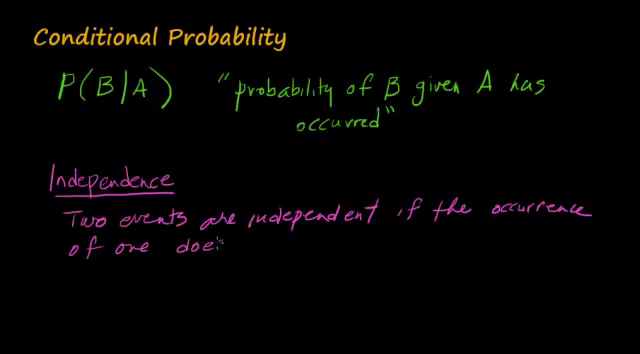 Conditional Probability
P(B/A) "probability of B given A has
occurred"
Independence
Two events are independent if the occurrence
of one doe